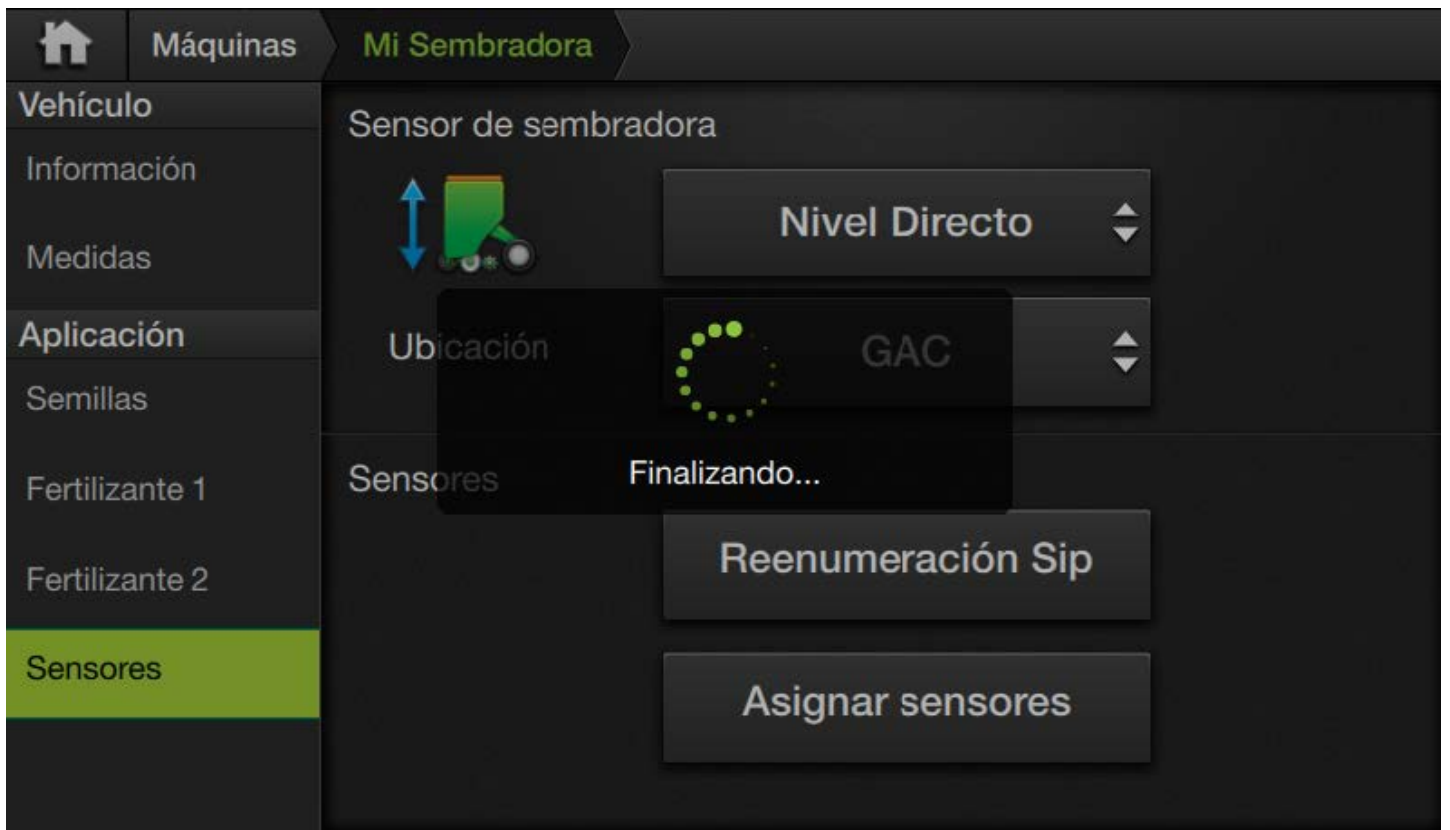 Máquinas
Mi Sembradora
Vehículo
Información
Medidas
Aplicación
Semillas
Fertilizante 1
Fertilizante 2
Sensores
Sensor de sembradora
Nivel Directo
Ubicación
GAC
Finalizando...
Sensores
Reenumeración Sip
Asignar sensores